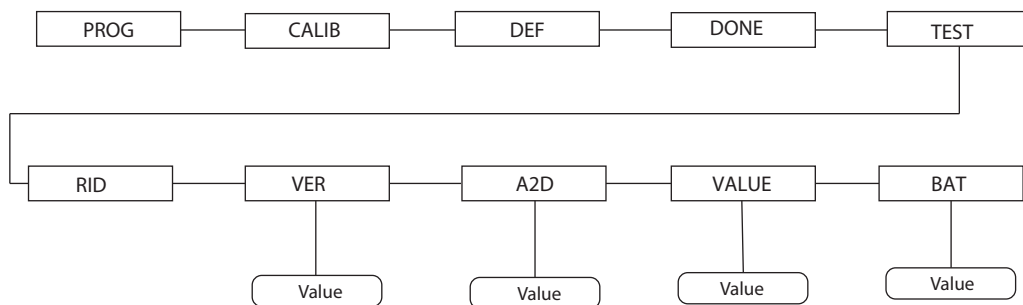 PROG CALIB DEF DONE TEST
RID VER A2D VALUE BAT
Value Value Value Value